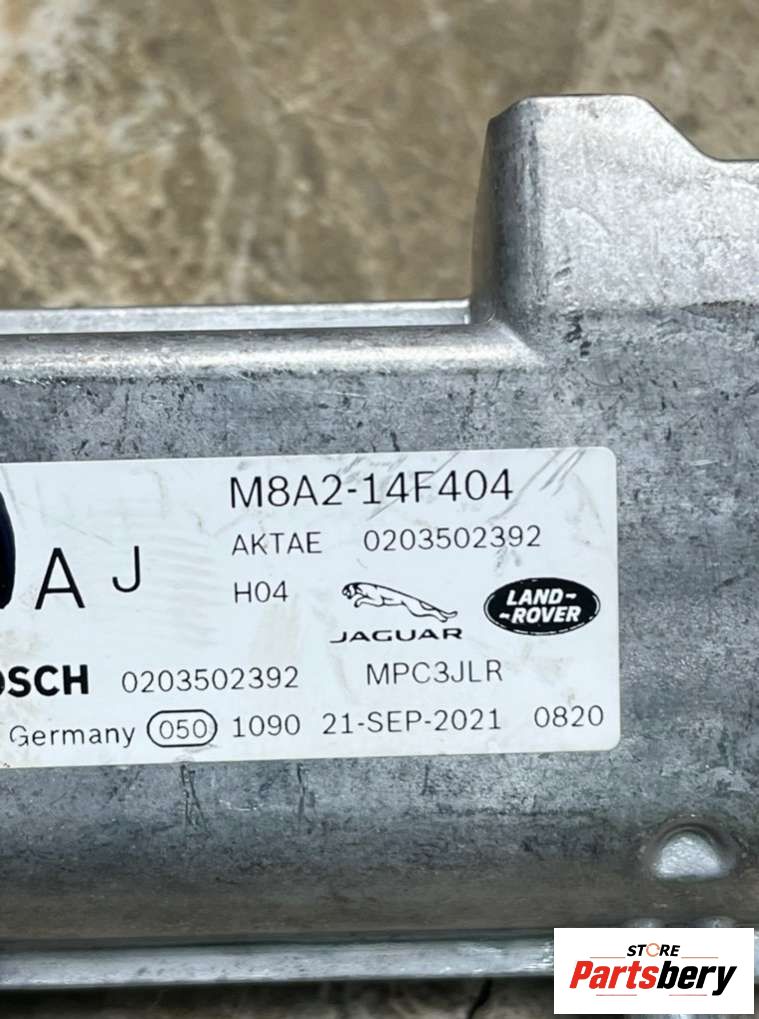 M8A2-14F404
AKTAE 0203502392
AJ
H04
LAND-
-ROVER
JAGUAR
OSCH 0203502392 MPC3JLR
Germany 050 1090 21-SEP-2021 0820
STORE
Partsbery